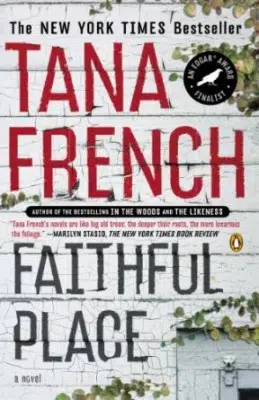 The NEW YORK TIMES Bestseller
TANA
FRENCH
AN EDGAR® AWARD
FINALIST
AUTHOR OF THE BESTSELLING IN THE WOODS AND THE LIKENESS
"Tana French's novels are like big old trees: the deeper their roots, the more luxurious
the foliage." —MARILYN STASIO, THE NEW YORK TIMES BOOK REVIEW
FAITHFUL
PLACE
a novel